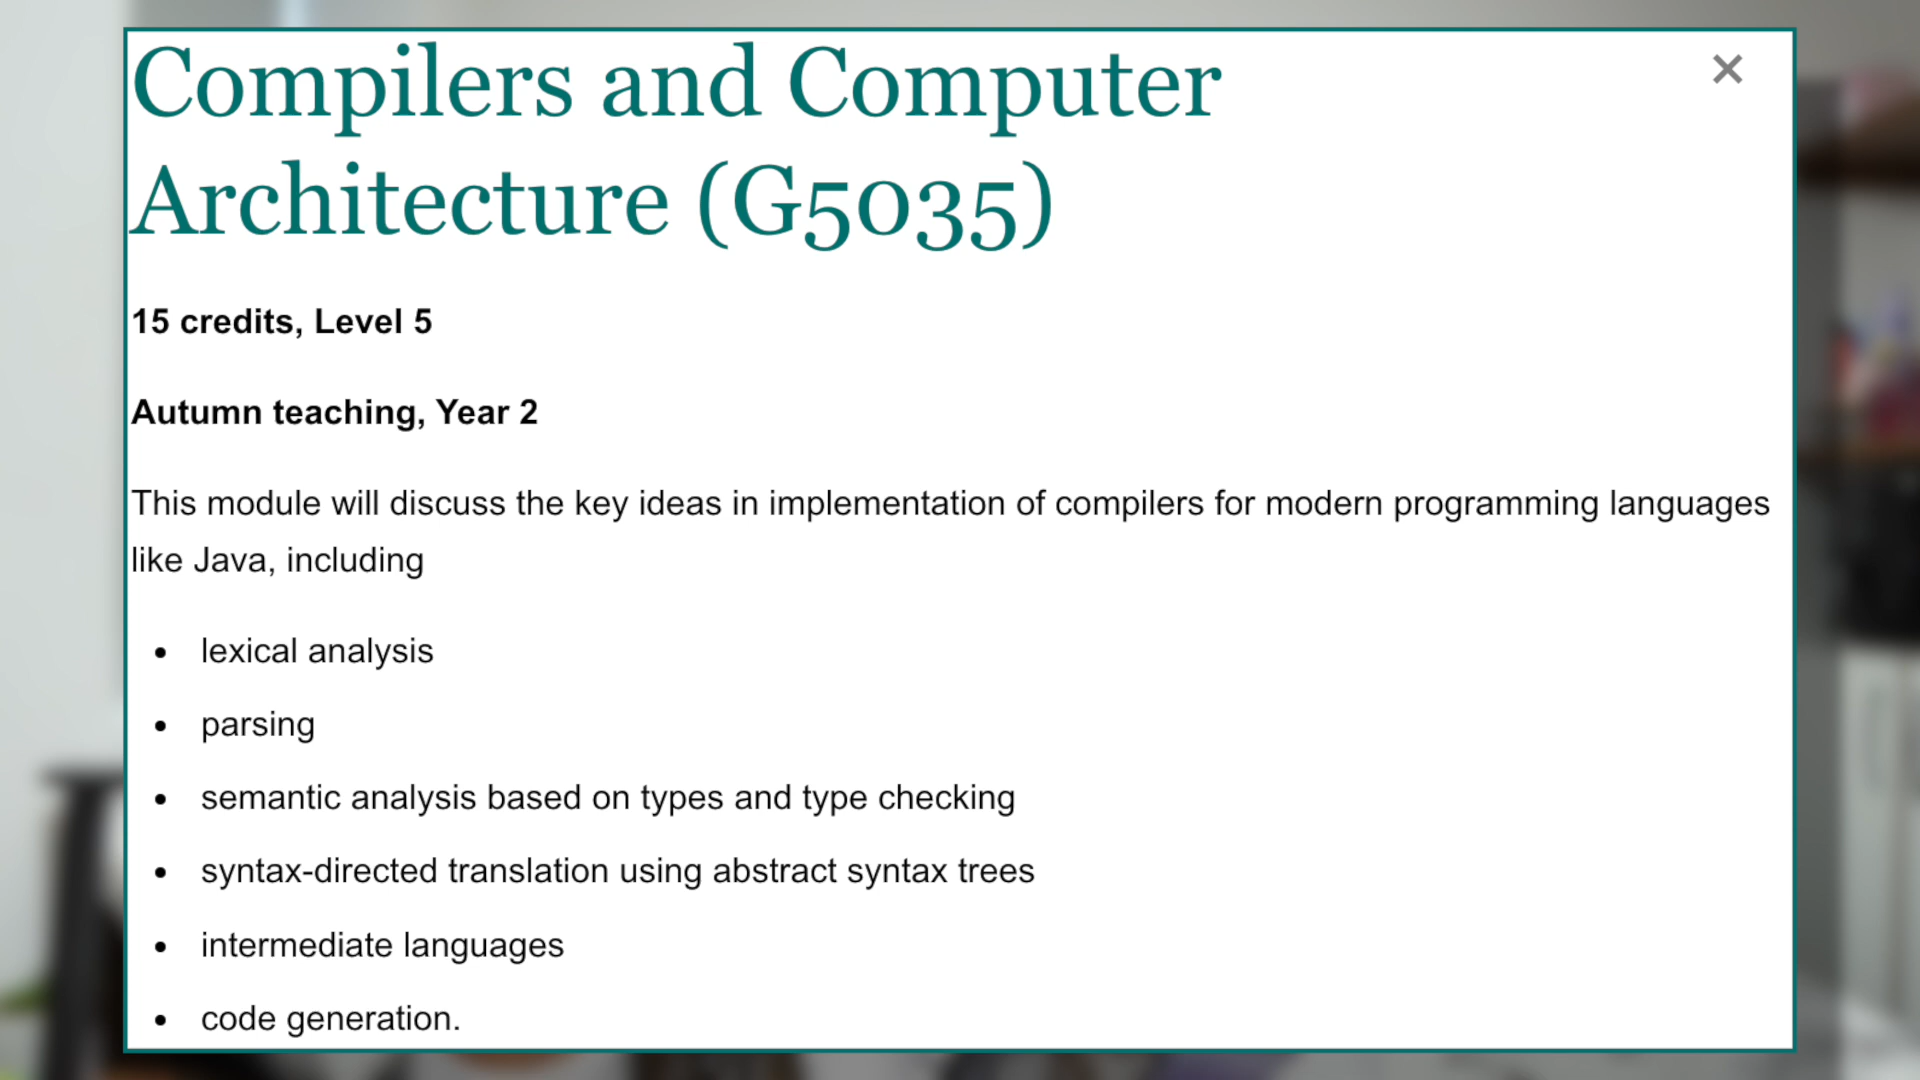 Compilers and Computer
Architecture (G5035)
15 credits, Level 5
Autumn teaching, Year 2
This module will discuss the key ideas in implementation of compilers for modern programming languages
like Java, including
• lexical analysis
• parsing
• semantic analysis based on types and type checking
• syntax-directed translation using abstract syntax trees
• intermediate languages
• code generation.